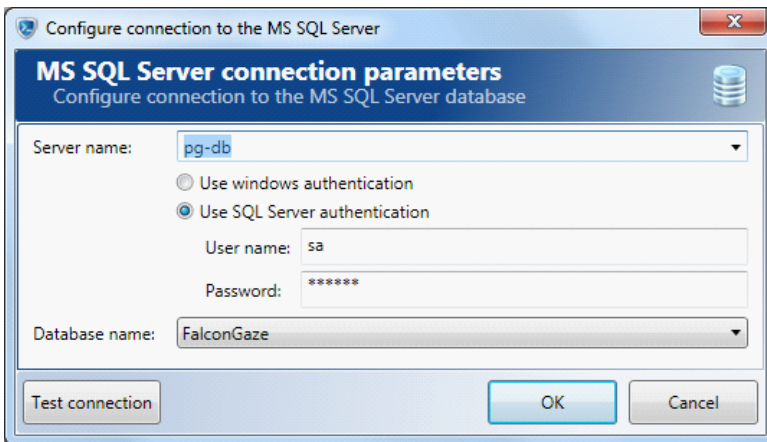 Configure connection to the MS SQL Server
MS SQL Server connection parameters
Configure connection to the MS SQL Server database
Server name: pg-db
Use windows authentication
Use SQL Server authentication
User name: sa
Password: ******
Database name: FalconGaze
Test connection OK Cancel